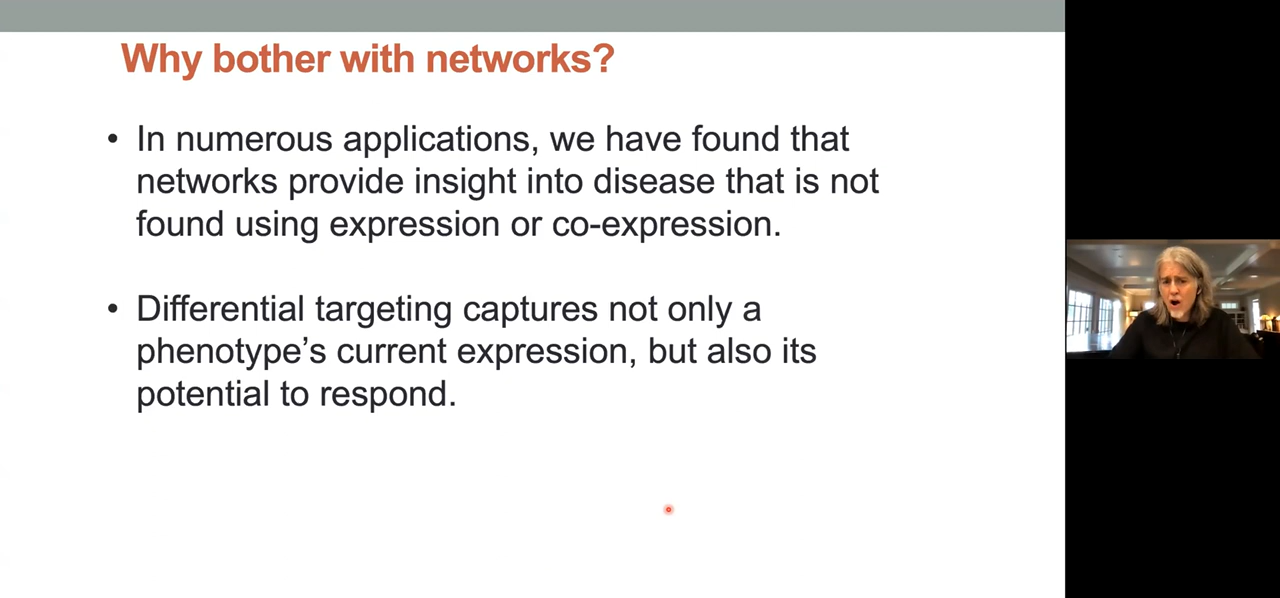 Why bother with networks?
• In numerous applications, we have found that
networks provide insight into disease that is not
found using expression or co-expression.
• Differential targeting captures not only a
phenotype’s current expression, but also its
potential to respond.